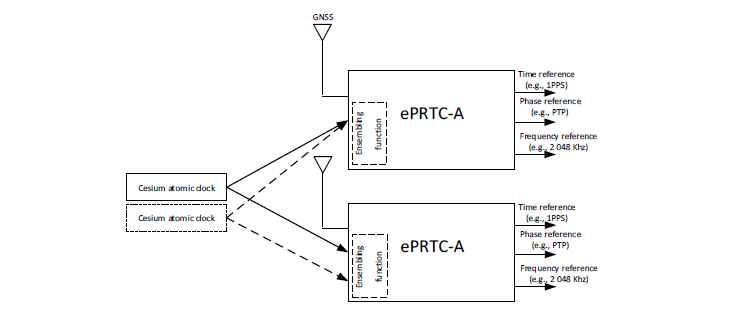 GNSS
Time reference
(e.g., 1PPS)
Phase reference
(e.g., PTP)
Frequency reference
(e.g., 2 048 Khz)
ePRTC-A
Ensembling
function
Cesium atomic clock
Cesium atomic clock
Time reference
(e.g., 1PPS)
Phase reference
(e.g., PTP)
Frequency reference
(e.g., 2 048 Khz)
ePRTC-A
Ensembling
function